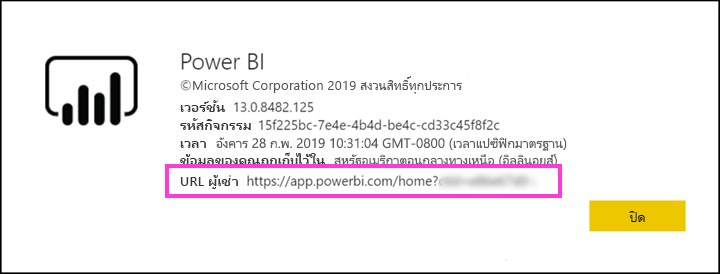 Power BI
©Microsoft Corporation 2019 สงวนสิทธิ์ทุกประการ
เวอร์ชัน 13.0.8482.125
รหัสกิจกรรม 15f225bc-7e4e-4b4d-be4c-cd33c45f8f2c
เวลา อังคาร 28 ก.พ. 2019 10:31:04 GMT-0800 (เวลาแปซิฟิกมาตรฐาน)
ข้อมูลของคุณถูกเก็บไว้ใน สหรัฐอเมริกาตอนกลางทางเหนือ (อิลลินอยส์)
URL ผู้เช่า https://app.powerbi.com/home?
ปิด